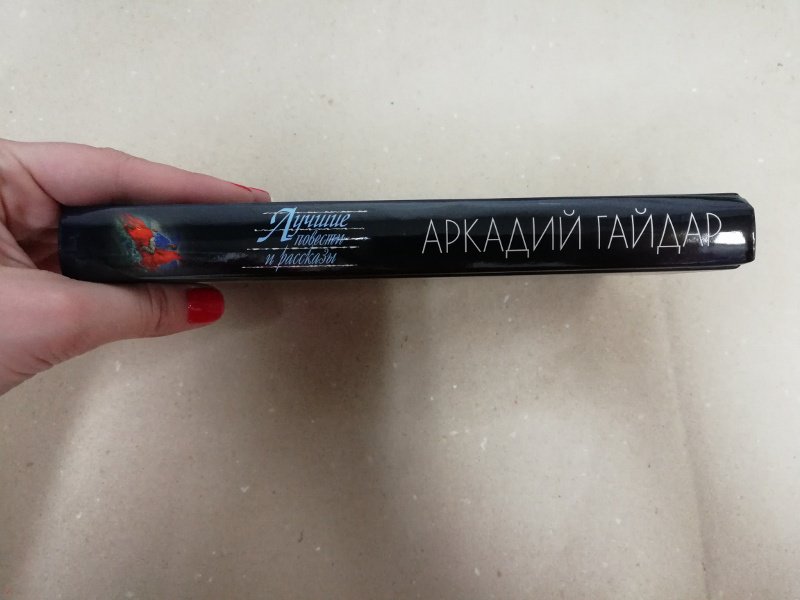 Лучшие
повести
и рассказы
АРКАДИЙ ГАЙДАР